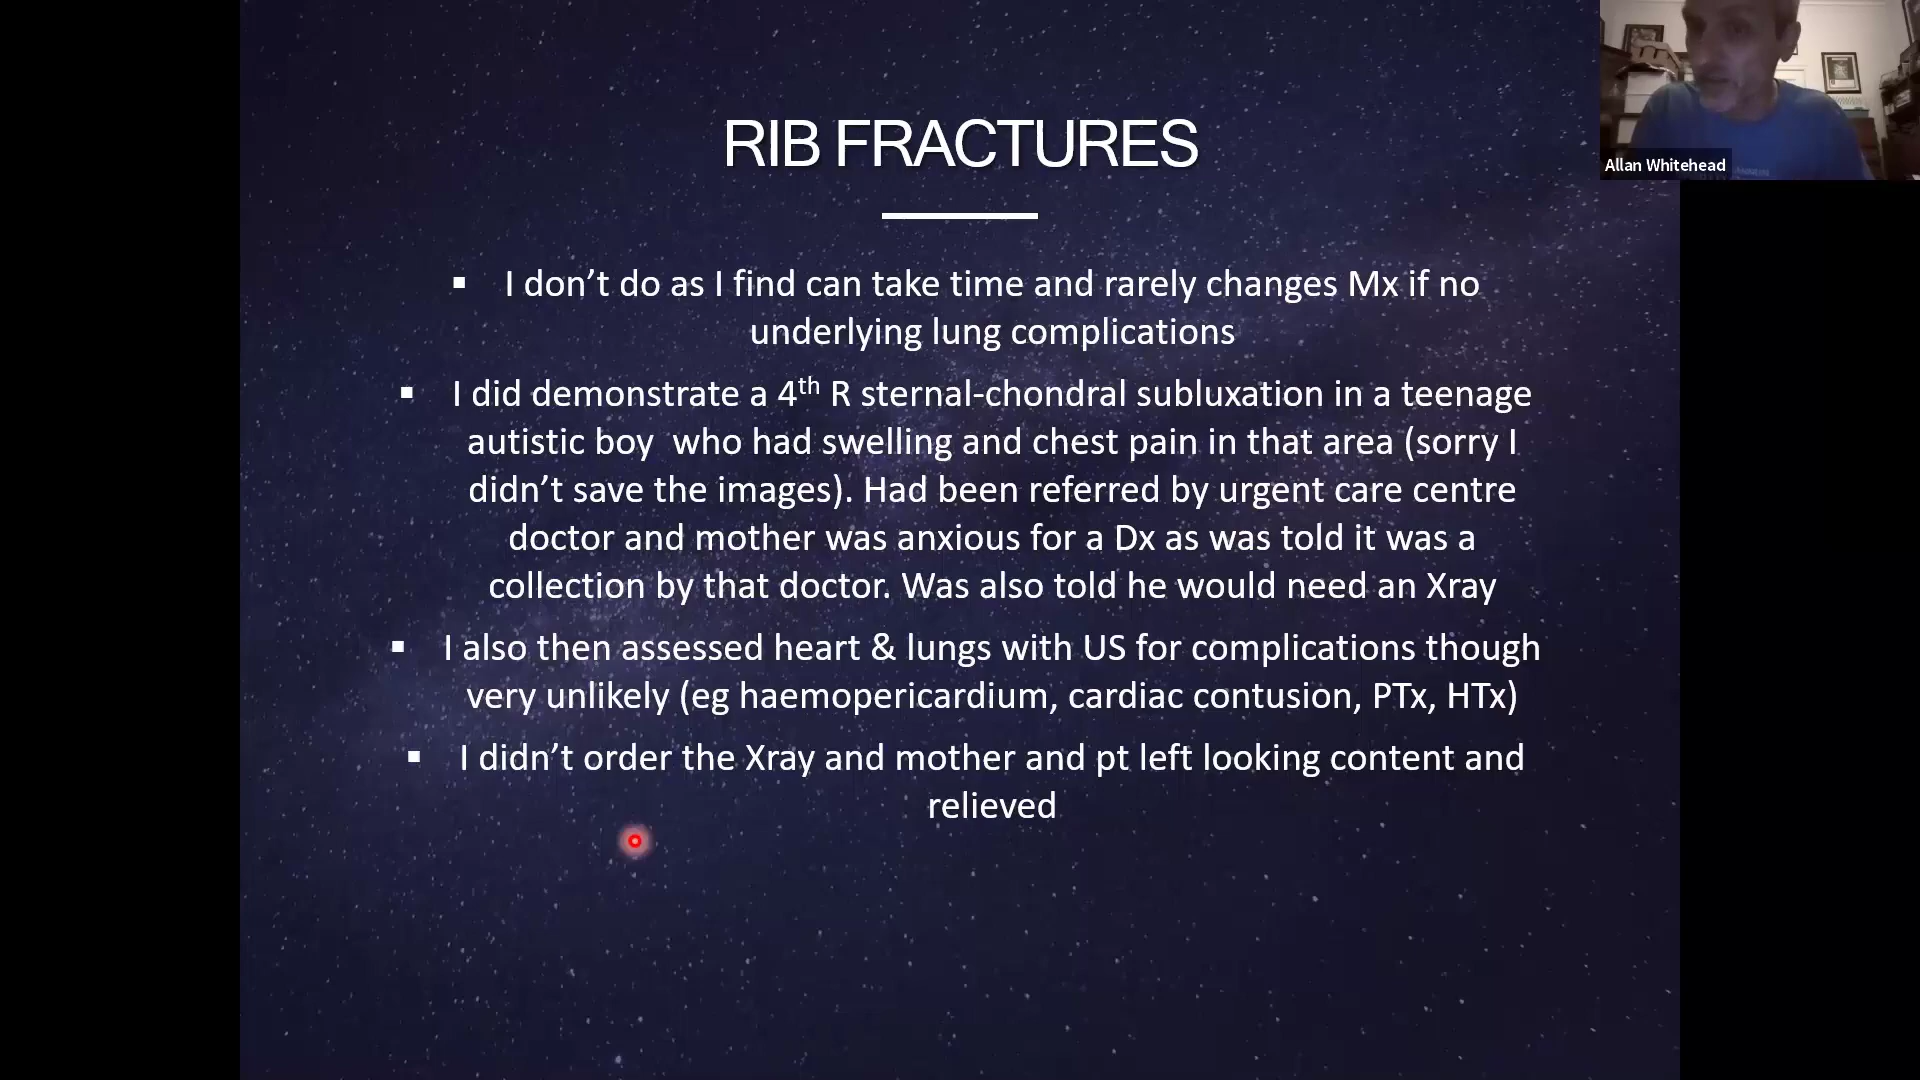 RIB FRACTURES
Allan Whitehead
▪ I don’t do as I find can take time and rarely changes Mx if no
underlying lung complications
▪ I did demonstrate a 4th R sternal-chondral subluxation in a teenage
autistic boy  who had swelling and chest pain in that area (sorry I
didn’t save the images). Had been referred by urgent care centre
doctor and mother was anxious for a Dx as was told it was a
collection by that doctor. Was also told he would need an Xray
▪ I also then assessed heart & lungs with US for complications though
very unlikely (eg haemopericardium, cardiac contusion, PTx, HTx)
▪ I didn’t order the Xray and mother and pt left looking content and
relieved